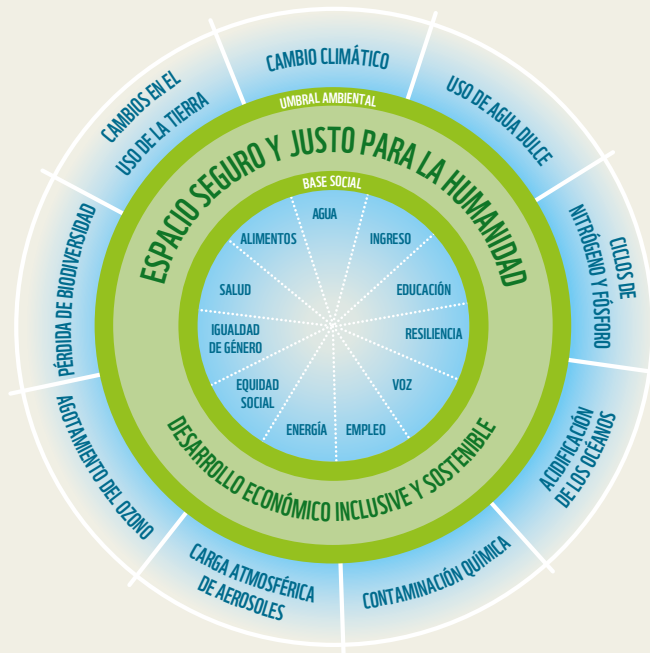 CAMBIO CLIMÁTICO
USO DE AGUA DULCE
CICLOS DE
NITRÓGENO Y FÓSFORO
ACIDIFICACIÓN
DE LOS OCÉANOS
CONTAMINACIÓN QUÍMICA
CARGA ATMOSFÉRICA
DE AEROSOLES
AGOTAMIENTO DEL OZONO
PÉRDIDA DE BIODIVERSIDAD
CAMBIOS EN EL
USO DE LA TIERRA
UMBRAL AMBIENTAL
ESPACIO SEGURO Y JUSTO PARA LA HUMANIDAD
BASE SOCIAL
AGUA
INGRESO
EDUCACIÓN
RESILIENCIA
VOZ
EMPLEO
ENERGÍA
EQUIDAD
SOCIAL
IGUALDAD
DE GÉNERO
SALUD
ALIMENTOS
DESARROLLO ECONÓMICO INCLUSIVE Y SOSTENIBLE